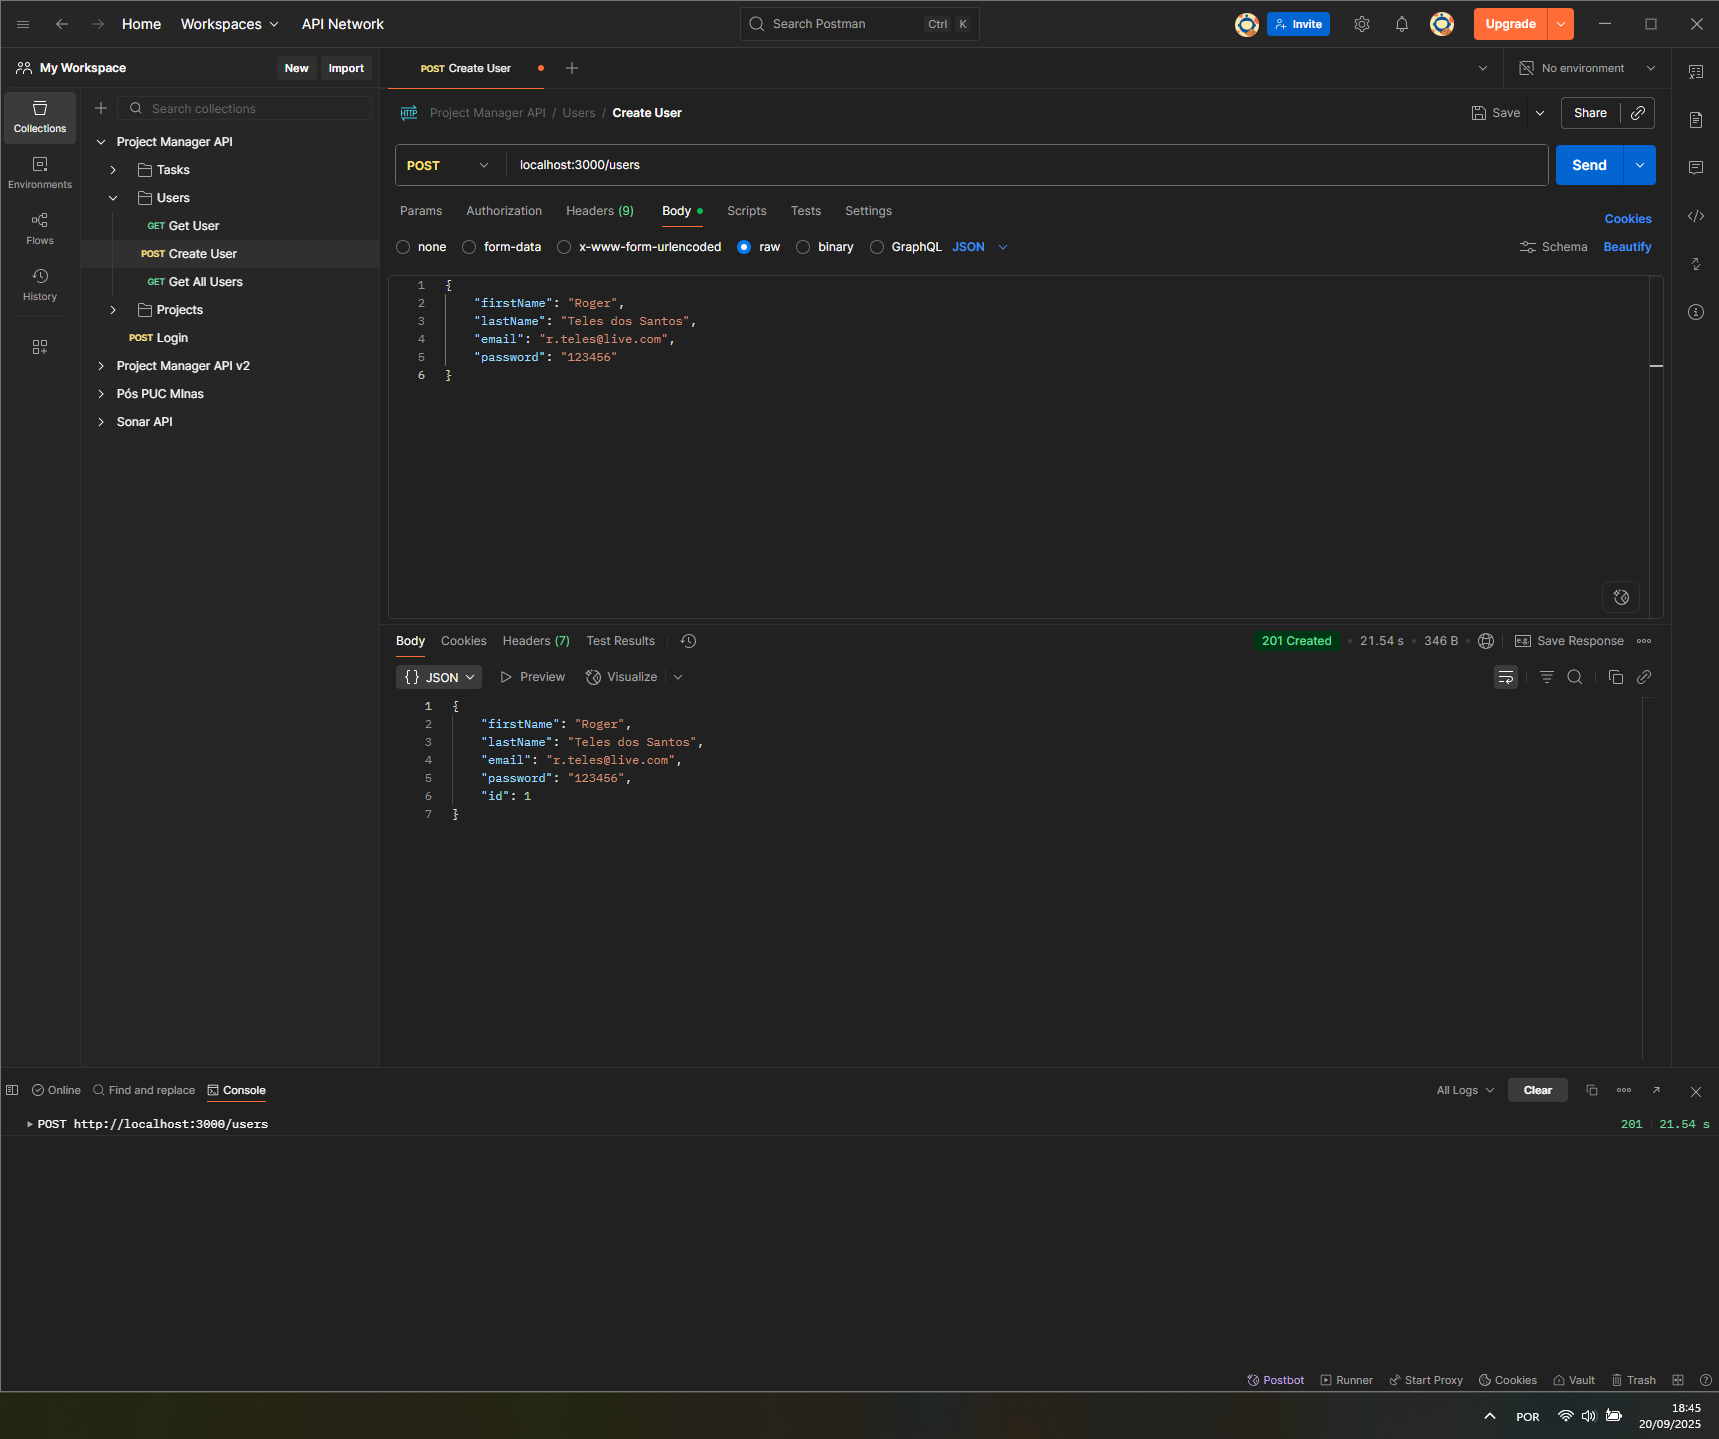 Home Workspaces API Network Search Postman Ctrl K Invite Upgrade
My Workspace New Import POST Create User No environment
Collections
Environments
Flows
History
Search collections
Project Manager API
Tasks
Users
GET Get User
POST Create User
GET Get All Users
Projects
POST Login
Project Manager API v2
Pós PUC MInas
Sonar API
HTTP Project Manager API / Users / Create User Save Share
POST localhost:3000/users Send
Params Authorization Headers (9) Body Scripts Tests Settings Cookies
none form-data x-www-form-urlencoded raw binary GraphQL JSON Schema Beautify
1 {
2 "firstName": "Roger",
3 "lastName": "Teles dos Santos",
4 "email": "r.teles@live.com",
5 "password": "123456"
6 }
Body Cookies Headers (7) Test Results 201 Created • 21.54 s • 346 B • e.g. Save Response
{} JSON Preview Visualize
1 {
2 "firstName": "Roger",
3 "lastName": "Teles dos Santos",
4 "email": "r.teles@live.com",
5 "password": "123456",
6 "id": 1
7 }
Online Find and replace Console All Logs Clear
POST http://localhost:3000/users 201 21.54 s
Postbot Runner Start Proxy Cookies Vault Trash
POR 18:45
20/09/2025